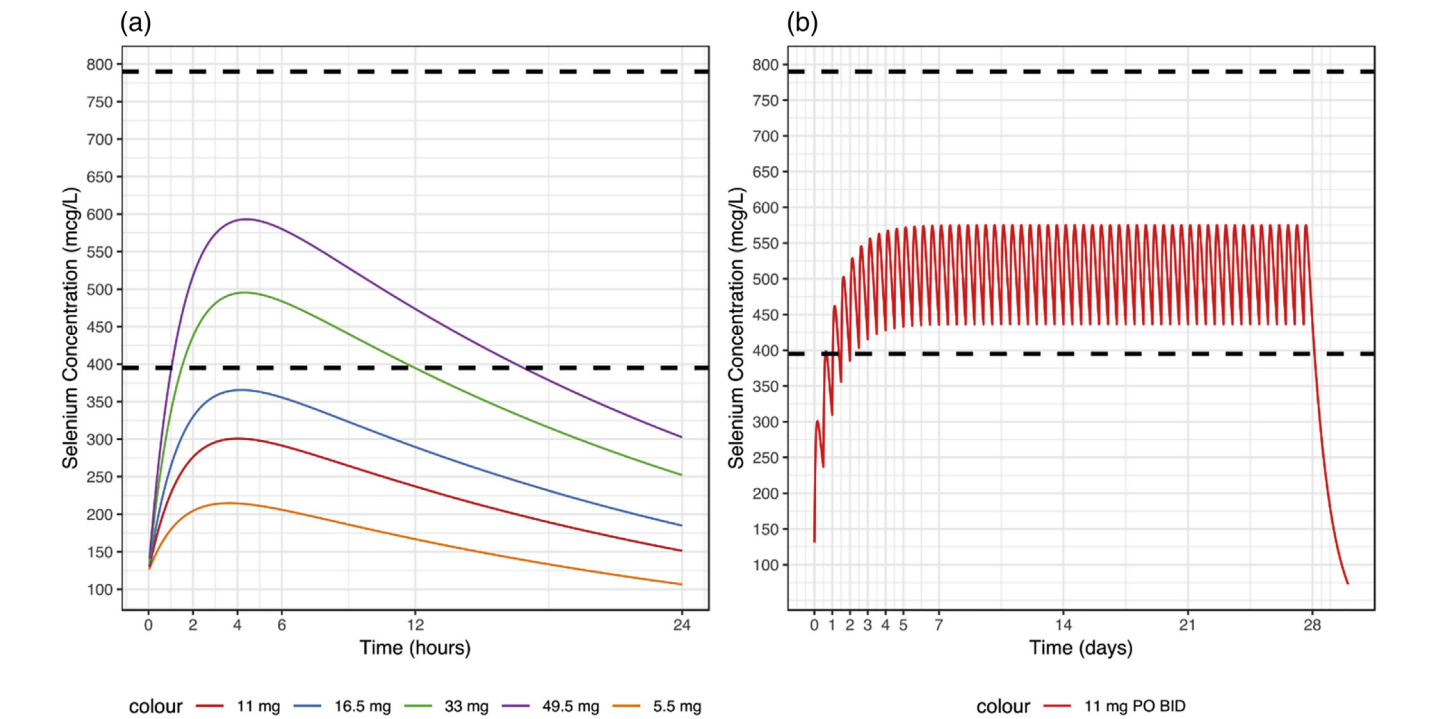 (a)
800
750
700
650
600
500
450
400
350
300
250
200
150
100
Selenium Concentration (mcg/L)
0 2 4 6 12 24
Time (hours)
colour 11 mg 16.5 mg 33 mg 49.5 mg 5.5 mg
(b)
800
750
700
650
600
550
500
450
400
350
300
250
200
150
100
Selenium Concentration (mcg/L)
0 1 2 3 4 5 7 14 21 28
Time (days)
colour 11 mg PO BID